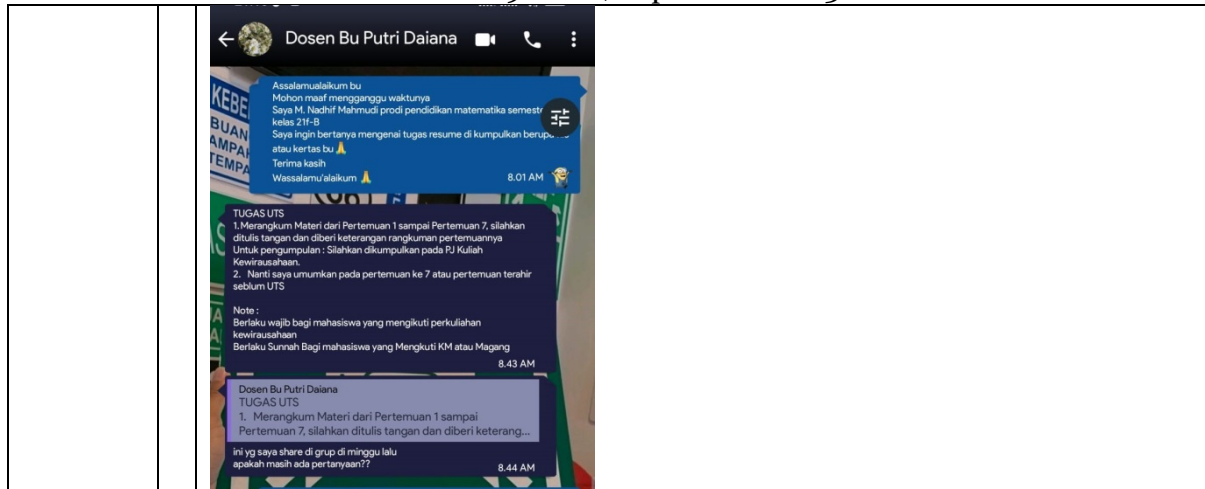 Dosen Bu Putri Daiana
KEBE
BUAN
AMPAH
TEMPA
Assalamualaikum bu
Mohon maaf mengganggu waktunya
Saya M. Nadhif Mahmudi prodi pendidikan matematika
kelas 21f-B
Saya ingin bertanya mengenai tugas resume di kumpulkan
atau kertas bu 🙏
Terima kasih
Wassalamu'alaikum 🙏
8.01 AM
TUGAS UTS
1.Merangkum Materi dari Pertemuan 1 sampai Pertemuan 7, silahkan
ditulis tangan dan diberi keterangan rangkuman pertemuannya
Untuk pengumpulan : Silahkan dikumpulkan pada PJ Kuliah
Kewirausahaan.
2. Nanti saya umumkan pada pertemuan ke 7 atau pertemuan terahir
seblum UTS
Note :
Berlaku wajib bagi mahasiswa yang mengikuti perkuliahan
kewirausahaan
Berlaku Sunnah Bagi mahasiswa yang Mengkuti KM atau Magang
8.43 AM
Dosen Bu Putri Daiana
TUGAS UTS
1. Merangkum Materi dari Pertemuan 1 sampai
Pertemuan 7, silahkan ditulis tangan dan diberi keterang...
ini yg saya share di grup di minggu lalu
apakah masih ada pertanyaan??
8.44 AM